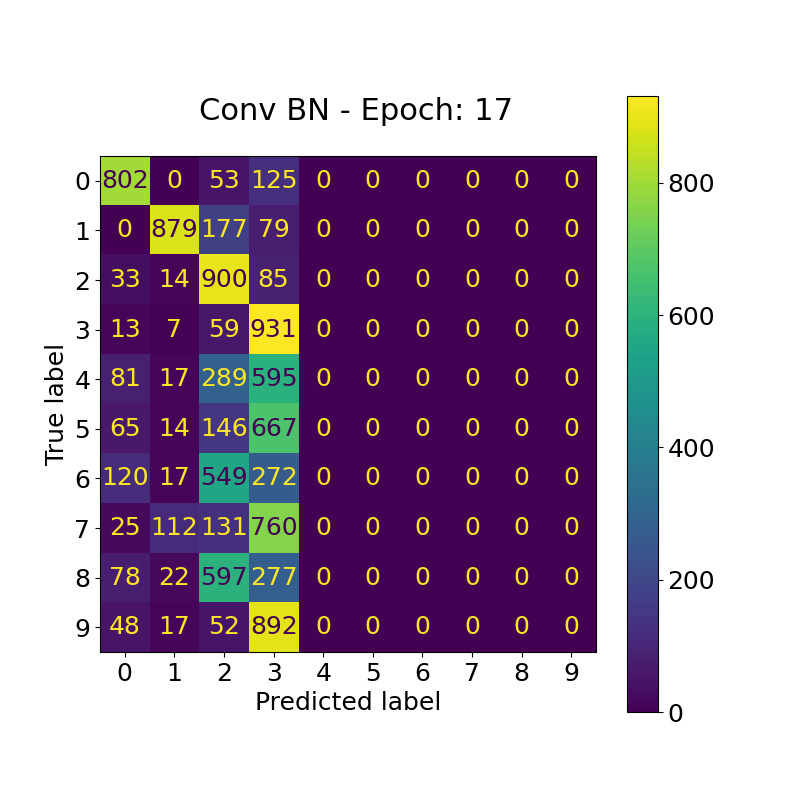 Conv BN - Epoch: 17
0 802 0 53 125 0 0 0 0 0 0
1 0 879 177 79 0 0 0 0 0 0
2 33 14 900 85 0 0 0 0 0 0
3 13 7 59 931 0 0 0 0 0 0
4 81 17 289 595 0 0 0 0 0 0
5 65 14 146 667 0 0 0 0 0 0
6 120 17 549 272 0 0 0 0 0 0
7 25 112 131 760 0 0 0 0 0 0
8 78 22 597 277 0 0 0 0 0 0
9 48 17 52 892 0 0 0 0 0 0
0 1 2 3 4 5 6 7 8 9
Predicted label
True label
800
600
400
200
0